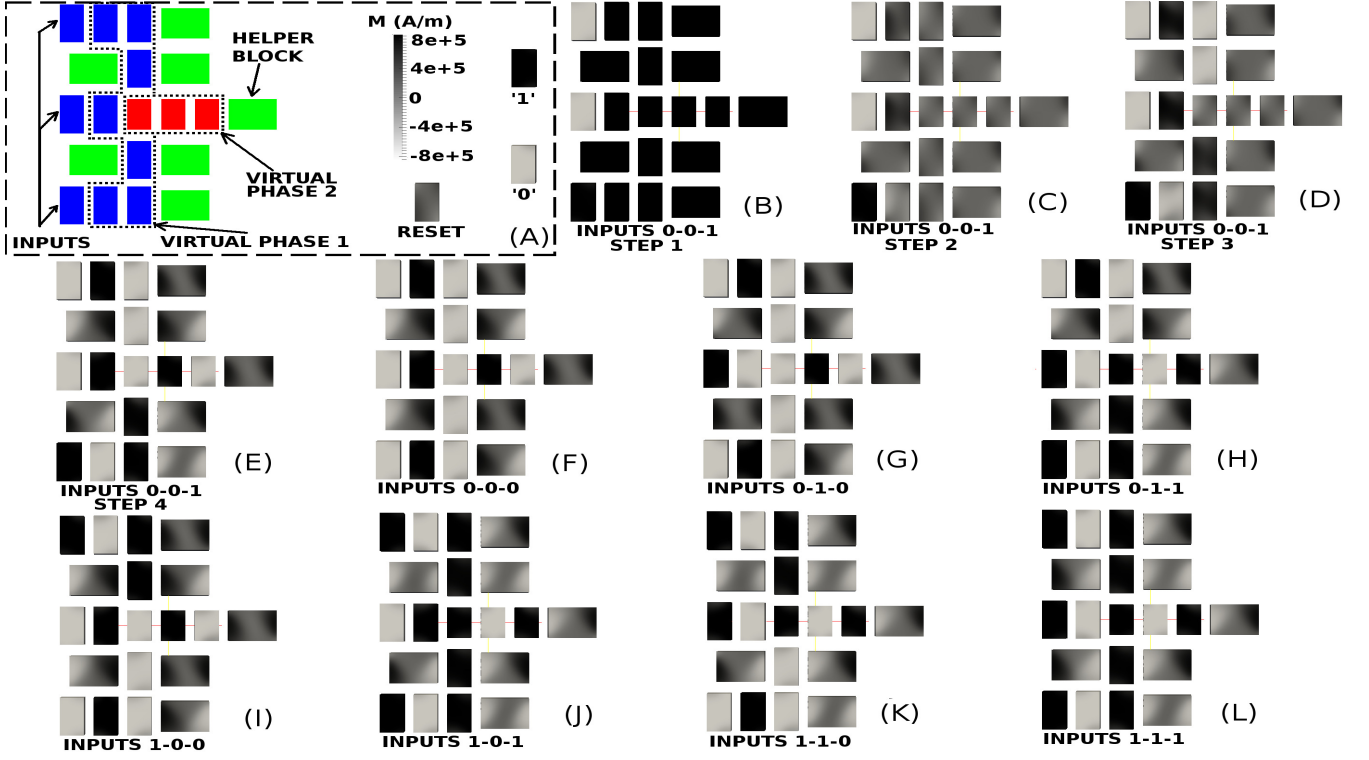 M (A/m)
8e+5
4e+5
0
-4e+5
-8e+5
'1'
'0'
RESET
HELPER
BLOCK
VIRTUAL
PHASE 2
INPUTS
VIRTUAL PHASE 1
(A)
(B)
INPUTS 0-0-1
STEP 1
(C)
INPUTS 0-0-1
STEP 2
(D)
INPUTS 0-0-1
STEP 3
(E)
INPUTS 0-0-1
STEP 4
(F)
INPUTS 0-0-0
(G)
INPUTS 0-1-0
(H)
INPUTS 0-1-1
(I)
INPUTS 1-0-0
(J)
INPUTS 1-0-1
(K)
INPUTS 1-1-0
(L)
INPUTS 1-1-1